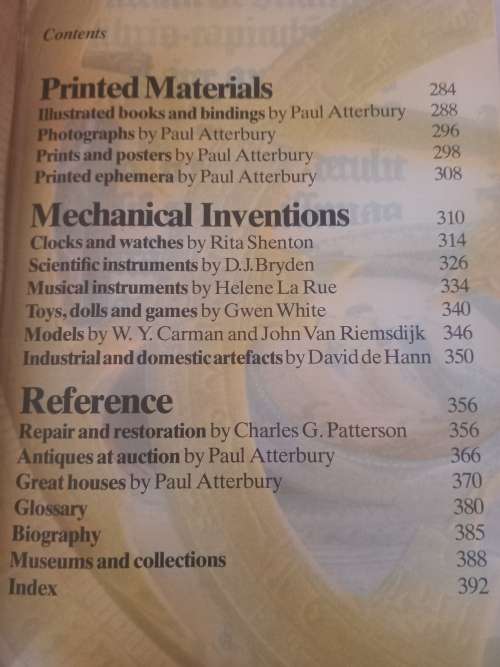 Contents
Printed Materials 284
Illustrated books and bindings by Paul Atterbury 288
Photographs by Paul Atterbury 296
Prints and posters by Paul Atterbury 298
Printed ephemera by Paul Atterbury 308
Mechanical Inventions 310
Clocks and watches by Rita Shenton 314
Scientific instruments by D.J.Bryden 326
Musical instruments by Helene La Rue 334
Toys, dolls and games by Gwen White 340
Models by W. Y. Carman and John Van Riemsdijk 346
Industrial and domestic artefacts by David de Hann 350
Reference 356
Repair and restoration by Charles G. Patterson 356
Antiques at auction by Paul Atterbury 366
Great houses by Paul Atterbury 370
Glossary 380
Biography 385
Museums and collections 388
Index 392